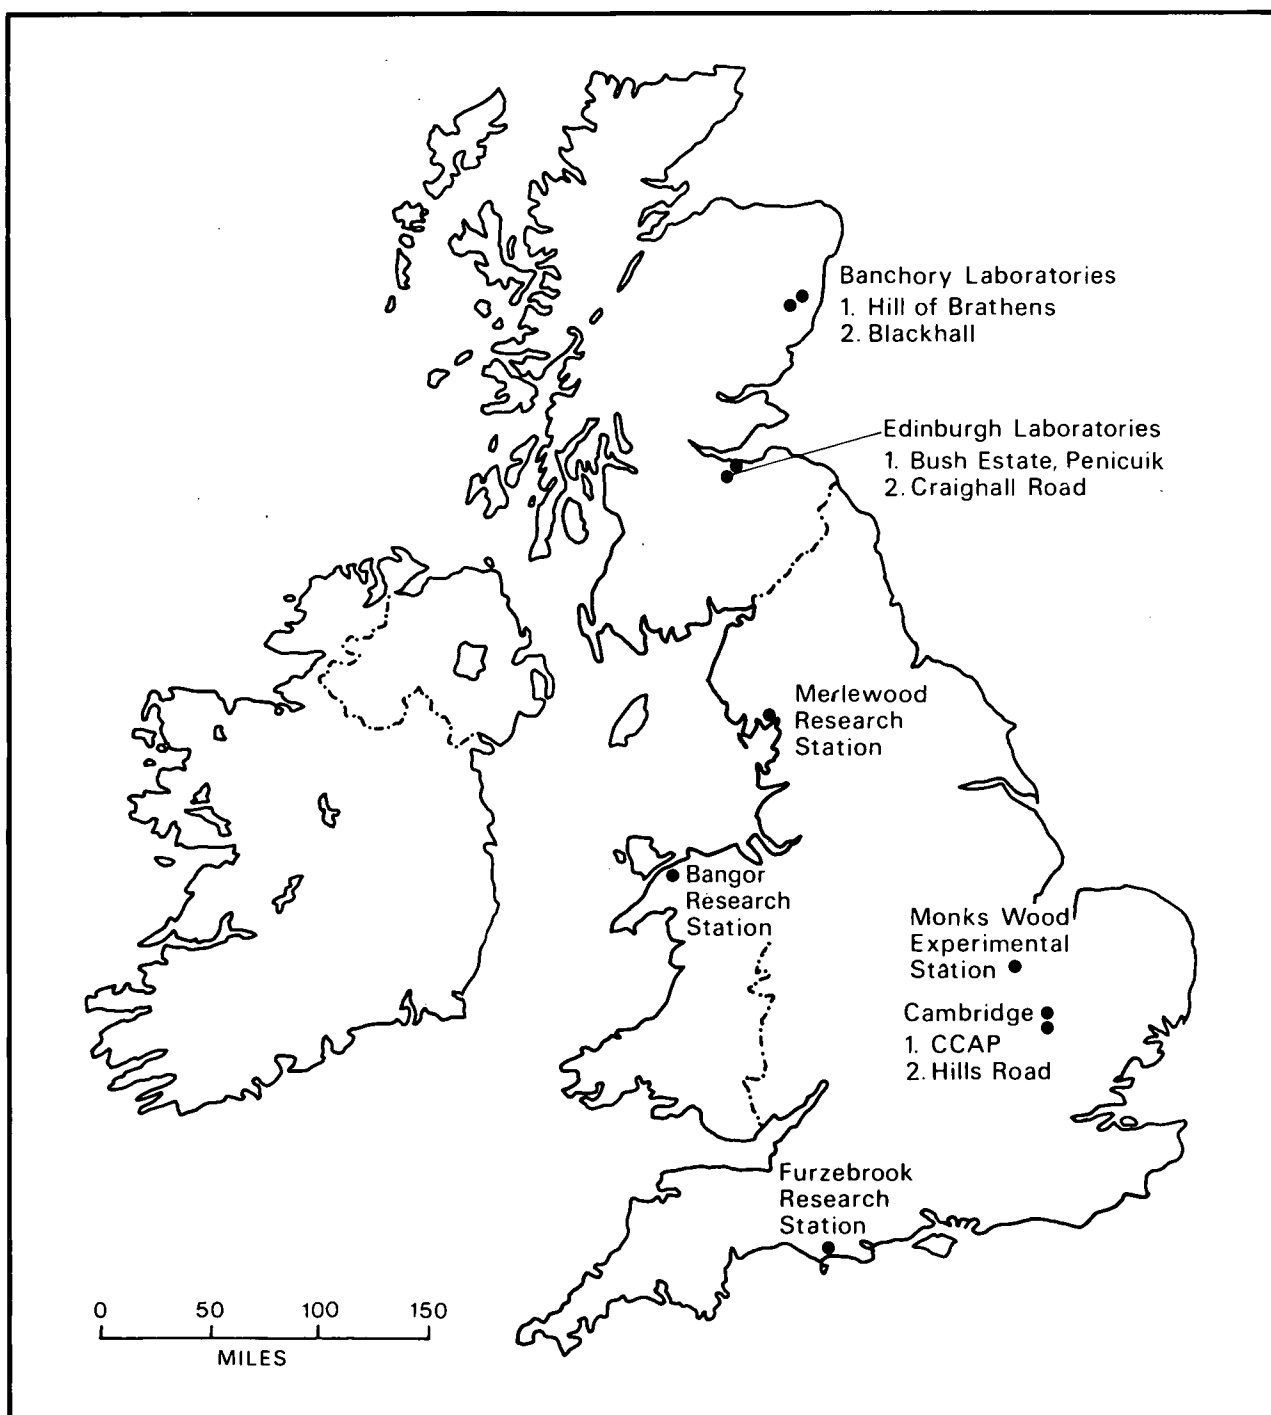 Banchory Laboratories
1. Hill of Brathens
2. Blackhall
Edinburgh Laboratories
1. Bush Estate, Penicuik
2. Craighall Road
Merlewood
Research
Station
Bangor
Research
Station
Monks Wood
Experimental
Station
Cambridge
1. CCAP
2. Hills Road
Furzebrook
Research
Station
0 50 100 150
MILES